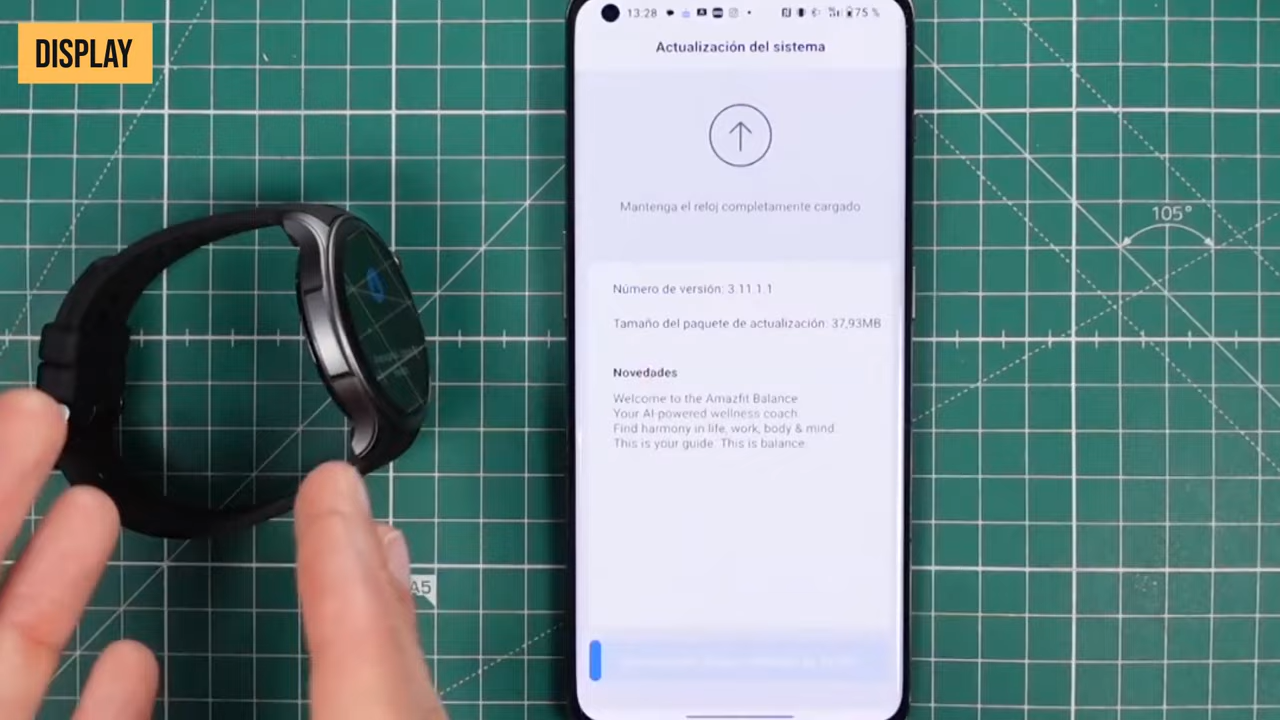 DISPLAY
13:28
75 %
Actualización del sistema
Mantenga el reloj completamente cargado
Número de versión: 3.11.1.1
Tamaño del paquete de actualización: 37,93MB
Novedades
Welcome to the Amazfit Balance
Your AI-powered wellness coach.
Find harmony in life, work, body & mind.
This is your guide. This is balance.
105°
A5